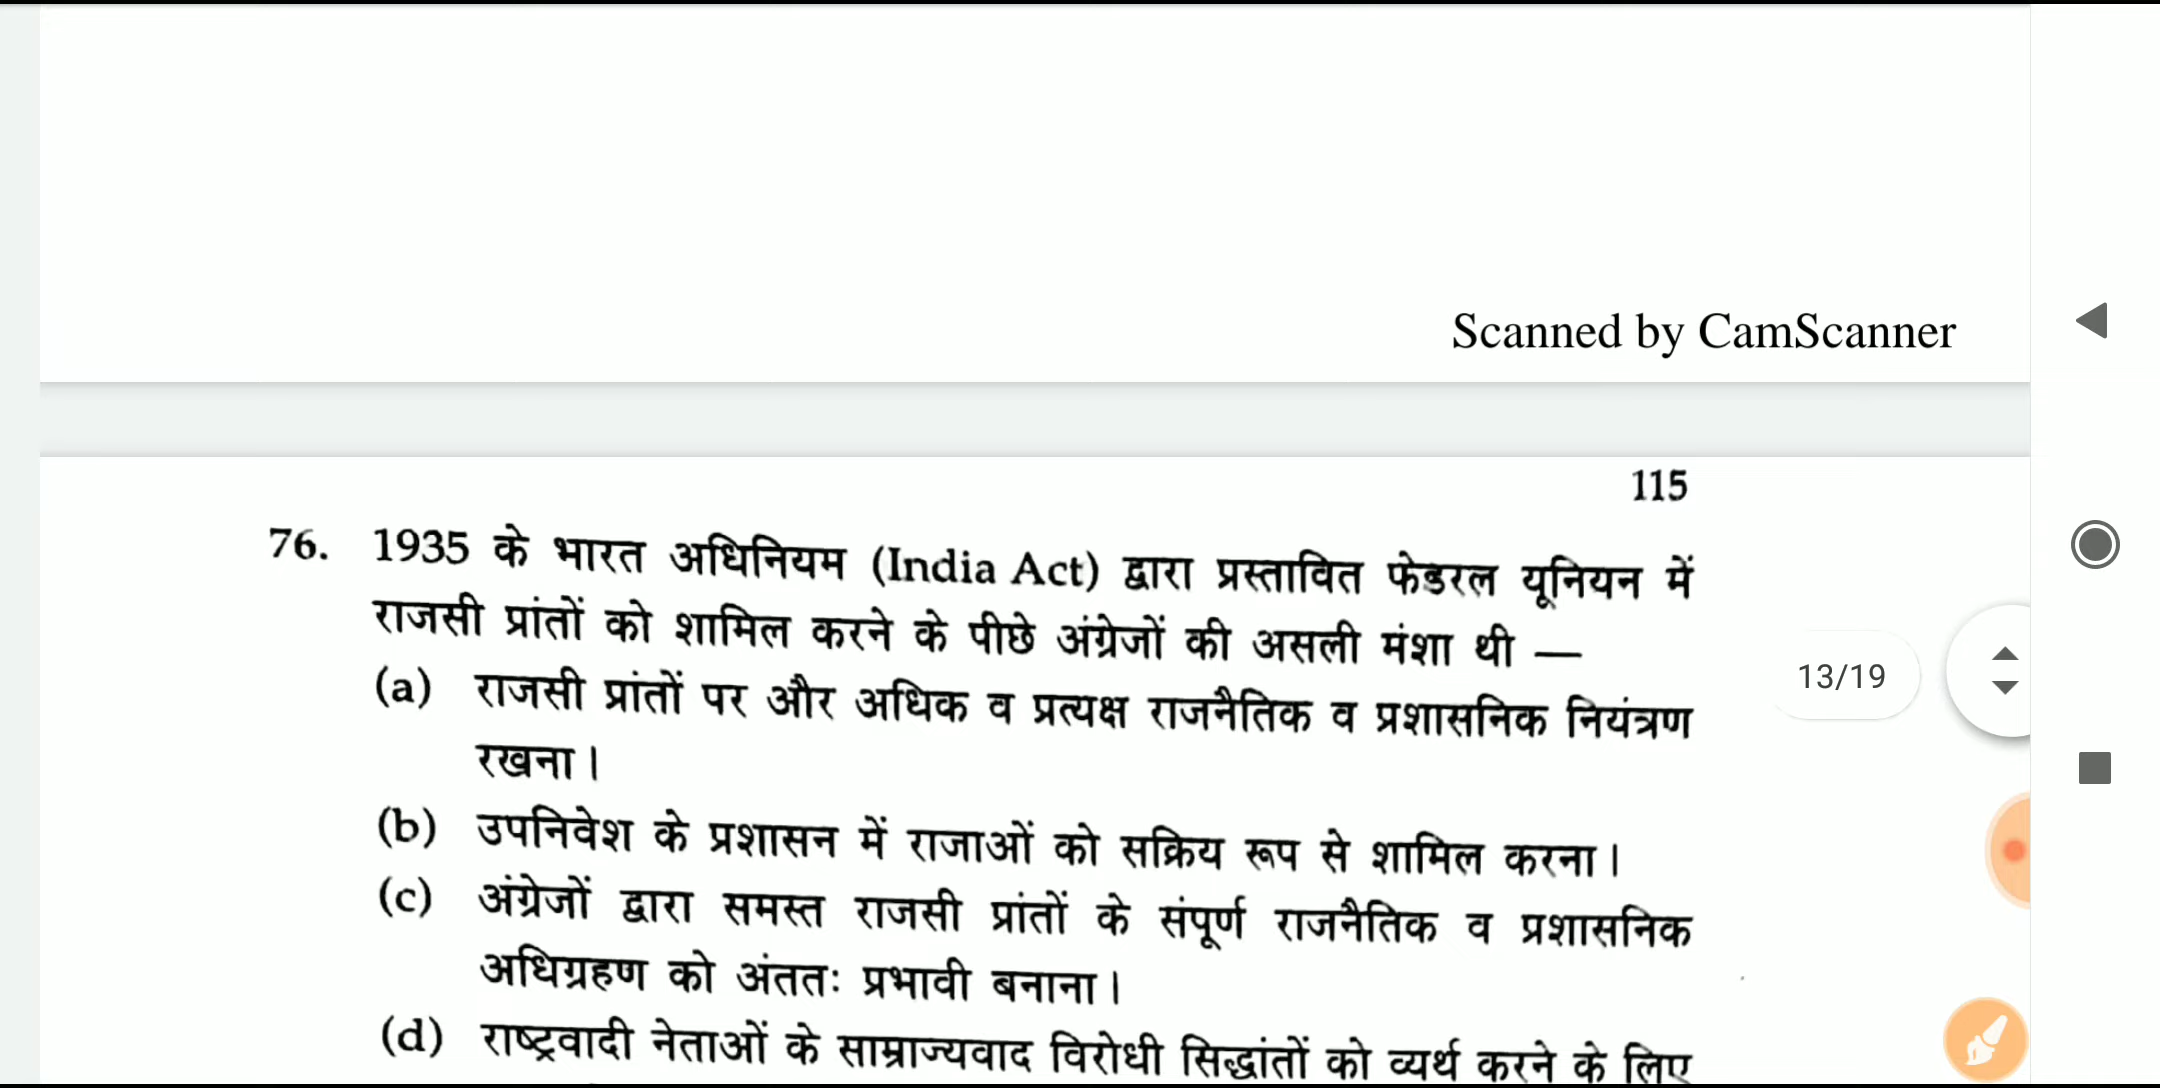 Scanned by CamScanner
115
76. 1935 के भारत अधिनियम (India Act) द्वारा प्रस्तावित फेडरल यूनियन में
राजसी प्रांतों को शामिल करने के पीछे अंग्रेजों की असली मंशा थी —
(a) राजसी प्रांतों पर और अधिक व प्रत्यक्ष राजनैतिक व प्रशासनिक नियंत्रण
रखना।
13/19
(b) उपनिवेश के प्रशासन में राजाओं को सक्रिय रूप से शामिल करना।
(c) अंग्रेजों द्वारा समस्त राजसी प्रांतों के संपूर्ण राजनैतिक व प्रशासनिक
अधिग्रहण को अंततः प्रभावी बनाना।
(d) राष्ट्रवादी नेताओं के साम्राज्यवाद विरोधी सिद्धांतों को व्यर्थ करने के लिए